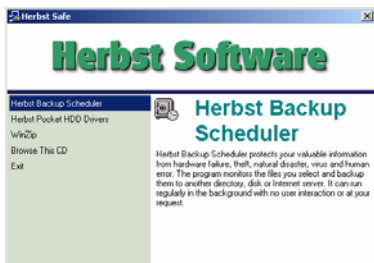 Herbst Safe
Herbst Software
Herbst Backup Scheduler
Herbst Pocket HDD Drivers
WinZip
Browse This CD
Exit
Herbst Backup
Scheduler
Herbst Backup Scheduler protects your valuable information
from hardware failure, theft, natural disaster, virus and human
error. The program monitors the files you select and backup
them to another directory, disk or Internet server. It can run
regularly in the background with no user interaction or at your
request.